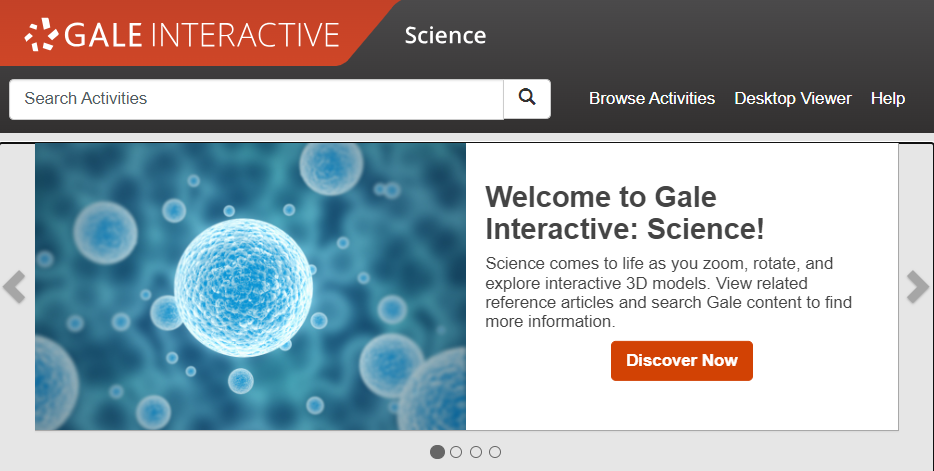 GALE INTERACTIVE
Science
Search Activities
Browse Activities
Desktop Viewer
Help
Welcome to Gale
Interactive: Science!
Science comes to life as you zoom, rotate, and
explore interactive 3D models. View related
reference articles and search Gale content to find
more information.
Discover Now